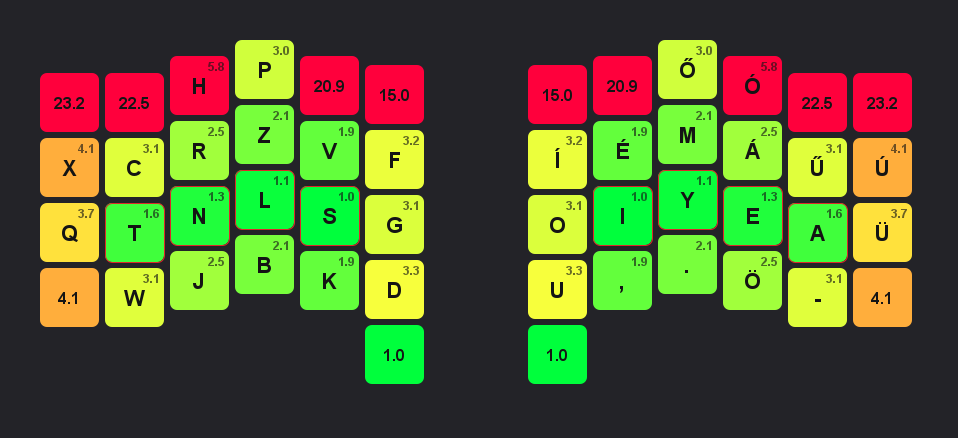 23.2 22.5 5.8 H 3.0 P 20.9 15.0 15.0 20.9 3.0 Ő 5.8 Ó 22.5 23.2
4.1 X 3.1 C 2.5 R 2.1 Z 1.9 V 3.2 F 3.2 Í 1.9 É 2.1 M 2.5 Á 3.1 Ű 4.1 Ú
3.7 Q 1.6 T 1.3 N 1.1 L 1.0 S 3.1 G 3.1 O 1.0 I 1.1 Y 1.3 E 1.6 A 3.7 Ü
4.1 3.1 W 2.5 J 2.1 B 1.9 K 3.3 D 3.3 U 1.9 , 2.1 . 2.5 Ö 3.1 - 4.1
1.0 1.0